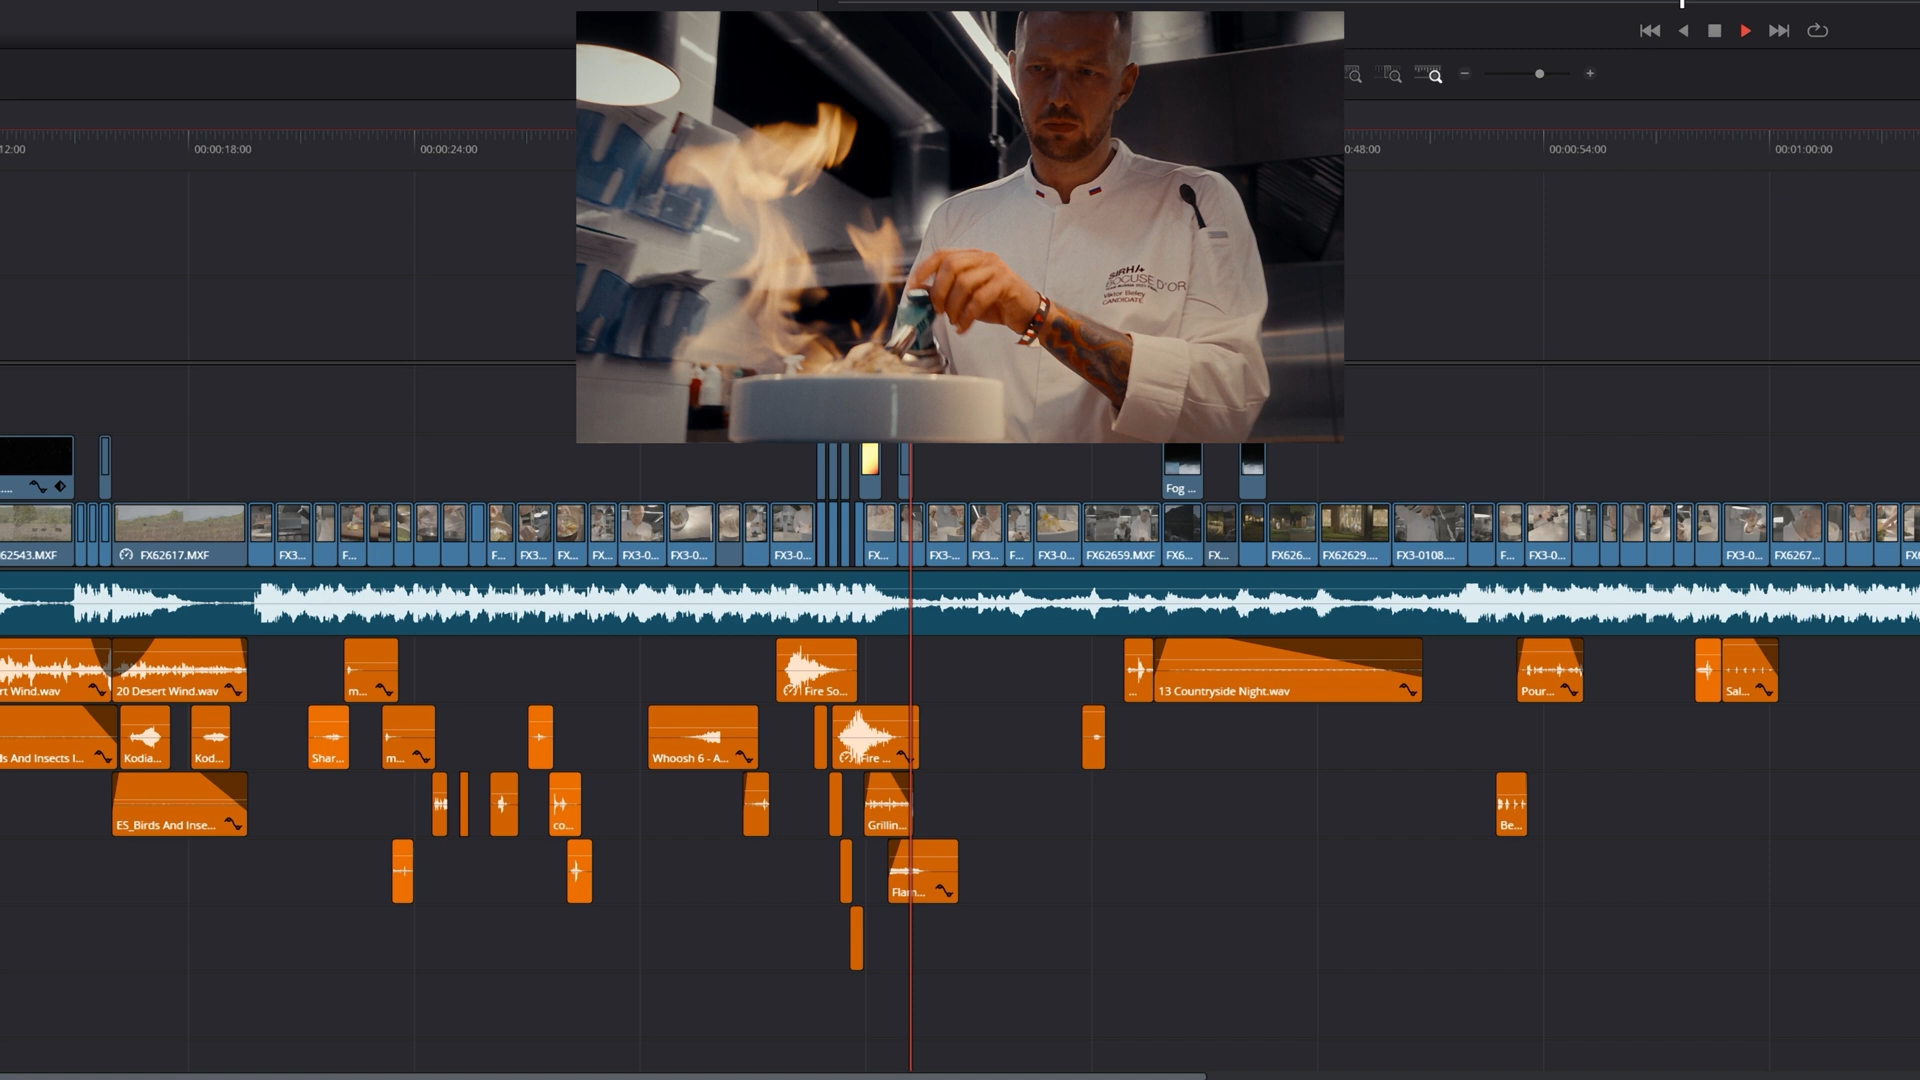 12:00
00:00:18:00
00:00:24:00
0:48:00
00:00:54:00
00:01:00:00
SIRHA+
BOCUSE D'OR
Viktor Beley
CANDIDATE
....
Fog ...
62543.MXF
FX62617.MXF
FX3...
F...
F...
FX3...
FX...
FX...
FX3-0...
FX3-0...
FX3-0...
FX...
FX3-...
FX3...
F...
FX3-0...
FX62659.MXF
FX6...
FX...
FX626...
FX62629....
FX3-0108....
F...
FX3-0...
FX3-0...
FX6267...
rt Wind.wav
20 Desert Wind.wav
m...
Fire So...
...
13 Countryside Night.wav
Pour...
Sal...
ls And Insects I...
Kodia...
Kod...
Shar...
m...
Whoosh 6 - A...
Fire ...
ES_Birds And Inse...
co...
Grillin...
Be...
Flam...